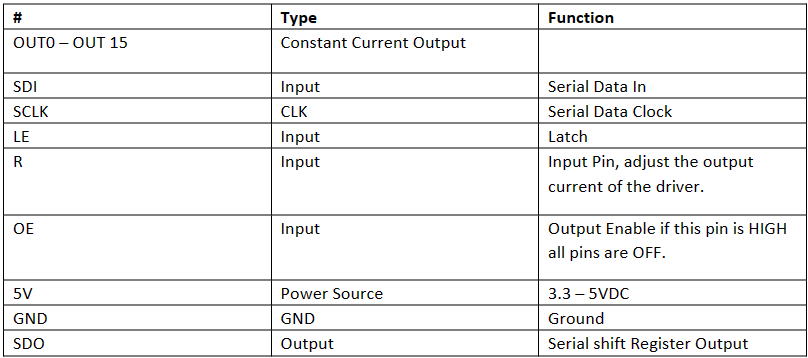 # Type Function
OUT0 – OUT 15 Constant Current Output
SDI Input Serial Data In
SCLK CLK Serial Data Clock
LE Input Latch
R Input Input Pin, adjust the output
current of the driver.
OE Input Output Enable if this pin is HIGH
all pins are OFF.
5V Power Source 3.3 – 5VDC
GND GND Ground
SDO Output Serial shift Register Output